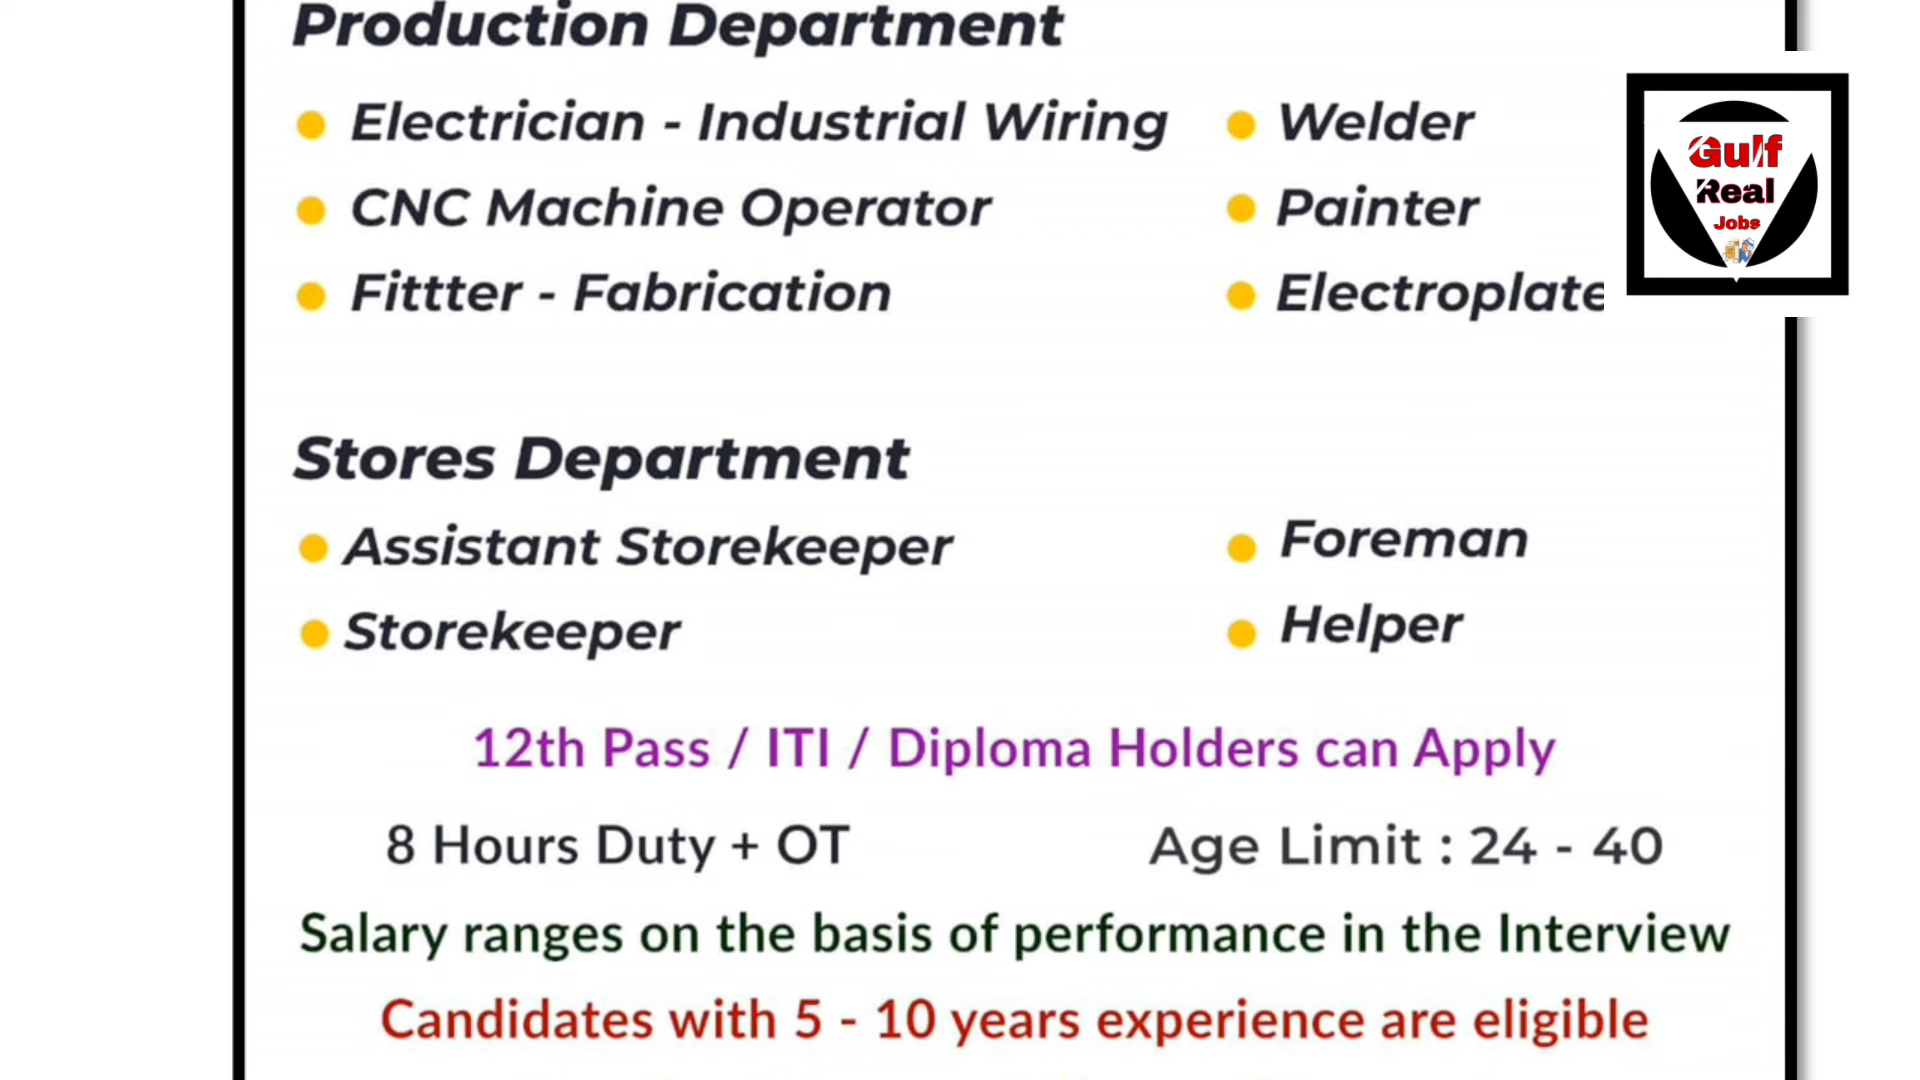 Production Department
Electrician - Industrial Wiring
Welder
CNC Machine Operator
Painter
Fittter - Fabrication
Electroplate
Gulf
Real
Jobs
Stores Department
Assistant Storekeeper
Foreman
Storekeeper
Helper
12th Pass / ITI / Diploma Holders can Apply
8 Hours Duty + OT
Age Limit : 24 - 40
Salary ranges on the basis of performance in the Interview
Candidates with 5 - 10 years experience are eligible